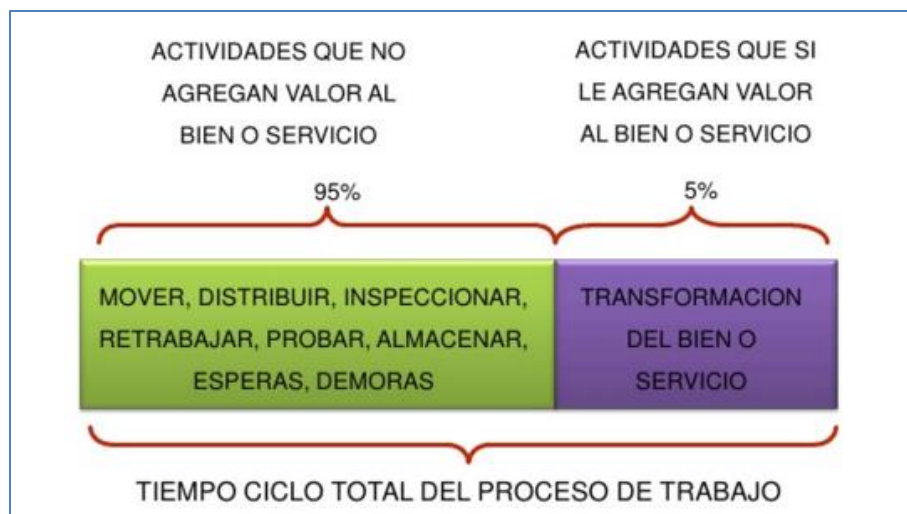 ACTIVIDADES QUE NO
AGREGAN VALOR AL
BIEN O SERVICIO
95%
ACTIVIDADES QUE SI
LE AGREGAN VALOR
AL BIEN O SERVICIO
5%
MOVER, DISTRIBUIR, INSPECCIONAR,
RETRABAJAR, PROBAR, ALMACENAR,
ESPERAS, DEMORAS
TRANSFORMACION
DEL BIEN O
SERVICIO
TIEMPO CICLO TOTAL DEL PROCESO DE TRABAJO